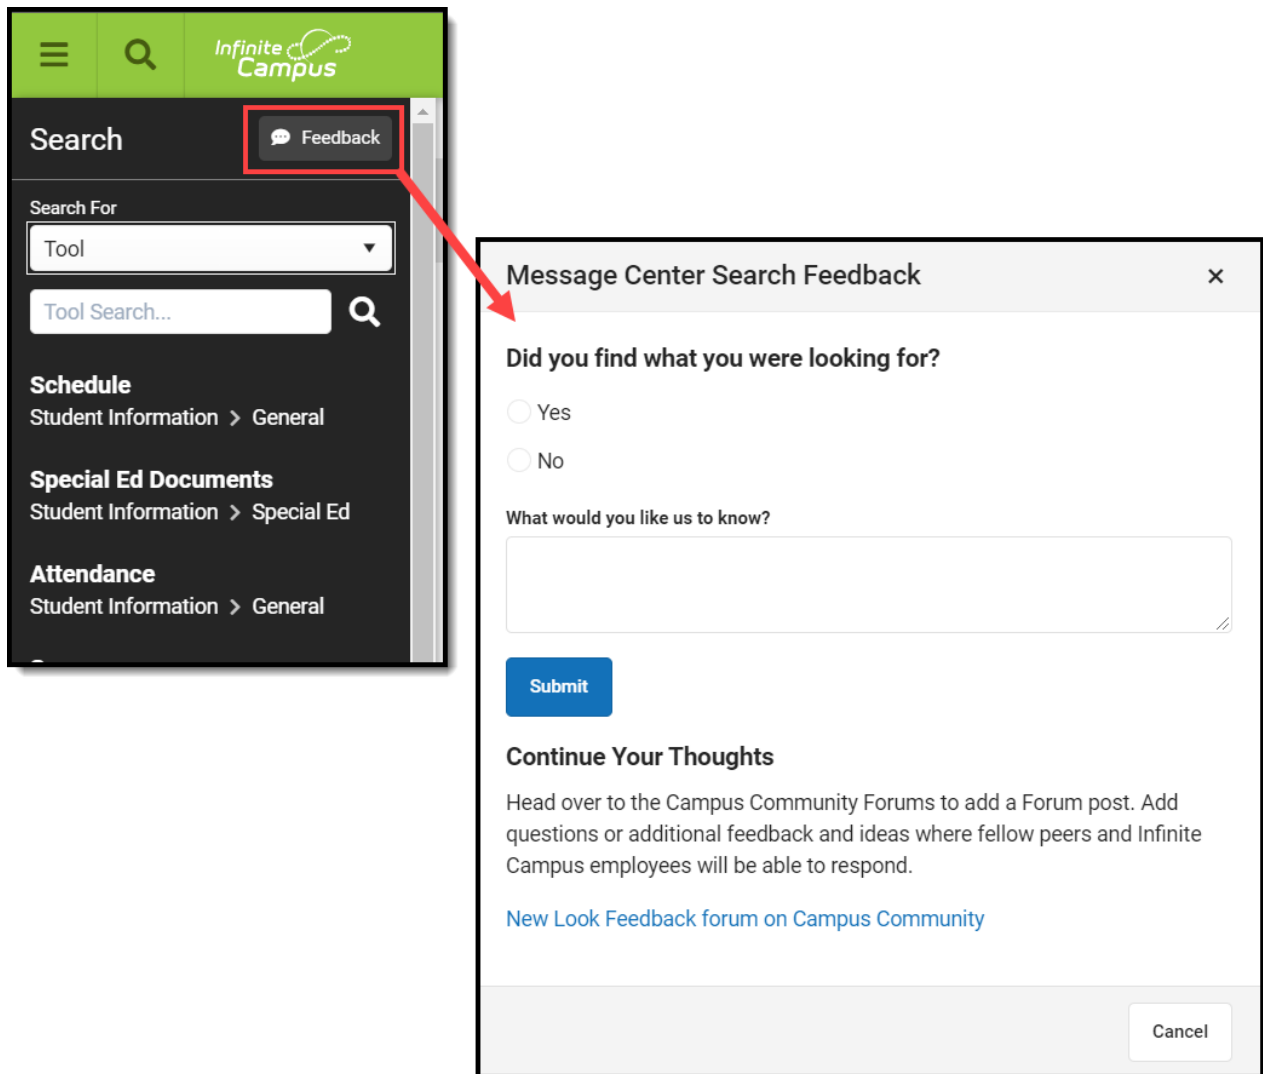 Infinite
Campus
Search
Feedback
Search For
Tool
Tool Search...
Schedule
Student Information > General
Special Ed Documents
Student Information > Special Ed
Attendance
Student Information > General
Message Center Search Feedback
Did you find what you were looking for?
Yes
No
What would you like us to know?
Submit
Continue Your Thoughts
Head over to the Campus Community Forums to add a Forum post. Add
questions or additional feedback and ideas where fellow peers and Infinite
Campus employees will be able to respond.
New Look Feedback forum on Campus Community
Cancel